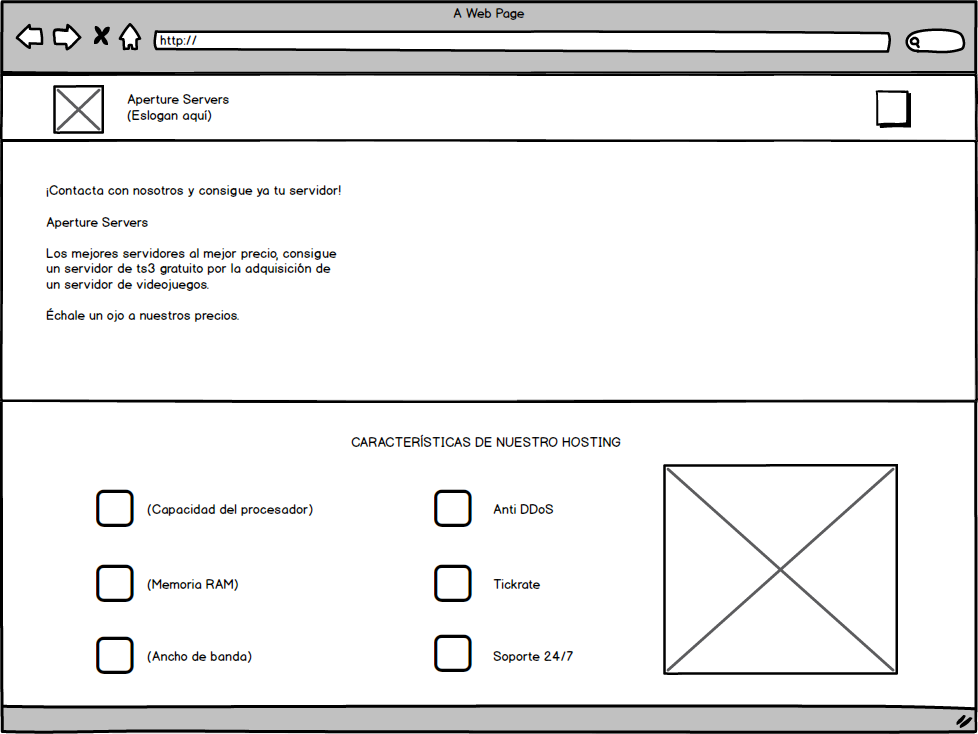 A Web Page
http://
Aperture Servers
(Eslogan aquí)
¡Contacta con nosotros y consigue ya tu servidor!
Aperture Servers
Los mejores servidores al mejor precio, consigue
un servidor de ts3 gratuito por la adquisición de
un servidor de videojuegos.
Échale un ojo a nuestros precios.
CARACTERÍSTICAS DE NUESTRO HOSTING
(Capacidad del procesador)
Anti DDoS
(Memoria RAM)
Tickrate
(Ancho de banda)
Soporte 24/7